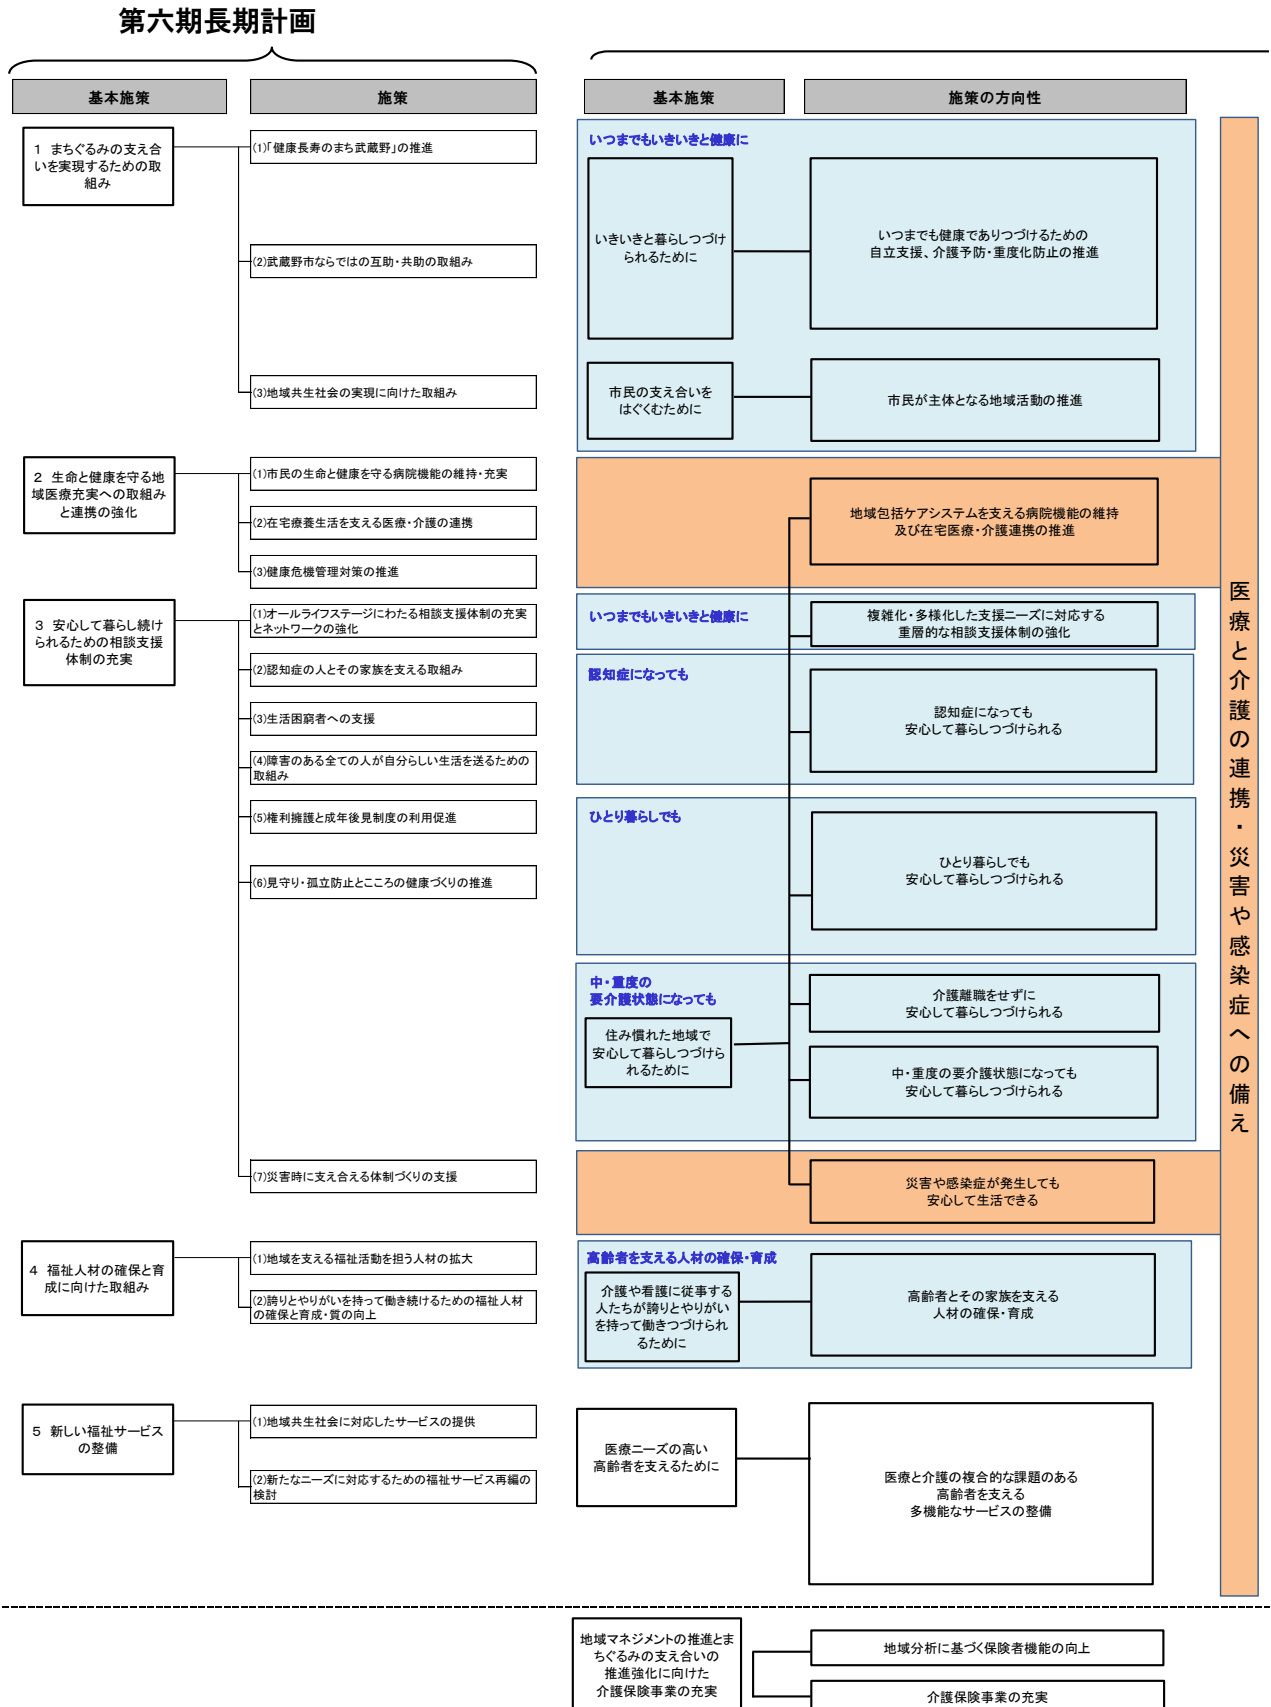 第六期長期計画
基本施策
施策
基本施策
施策の方向性
1 まちぐるみの支え合
いを実現するための取
組み
(1)「健康長寿のまち武蔵野」の推進
(2)武蔵野市ならではの互助・共助の取組み
(3)地域共生社会の実現に向けた取組み
いつまでもいきいきと健康に
いきいきと暮らしつづけ
られるために
いつまでも健康でありつづけるための
自立支援、介護予防・重度化防止の推進
市民の支え合いを
はぐくむために
市民が主体となる地域活動の推進
2 生命と健康を守る地
域医療充実への取組み
と連携の強化
(1)市民の生命と健康を守る病院機能の維持・充実
(2)在宅療養生活を支える医療・介護の連携
(3)健康危機管理対策の推進
地域包括ケアシステムを支える病院機能の維持
及び在宅医療・介護連携の推進
3 安心して暮らし続け
られるための相談支援
体制の充実
(1)オールライフステージにわたる相談支援体制の充実
とネットワークの強化
(2)認知症の人とその家族を支える取組み
(3)生活困窮者への支援
(4)障害のある全ての人が自分らしい生活を送るための
取組み
(5)権利擁護と成年後見制度の利用促進
(6)見守り・孤立防止とこころの健康づくりの推進
(7)災害時に支え合える体制づくりの支援
いつまでもいきいきと健康に
複雑化・多様化した支援ニーズに対応する
重層的な相談支援体制の強化
認知症になっても
認知症になっても
安心して暮らしつづけられる
ひとり暮らしでも
ひとり暮らしでも
安心して暮らしつづけられる
中・重度の
要介護状態になっても
住み慣れた地域で
安心して暮らしつづけら
れるために
介護離職をせずに
安心して暮らしつづけられる
中・重度の要介護状態になっても
安心して暮らしつづけられる
災害や感染症が発生しても
安心して生活できる
4 福祉人材の確保と育
成に向けた取組み
(1)地域を支える福祉活動を担う人材の拡大
(2)誇りとやりがいを持って働き続けるための福祉人材
の確保と育成・質の向上
高齢者を支える人材の確保・育成
介護や看護に従事する
人たちが誇りとやりがい
を持って働きつづけられ
るために
高齢者とその家族を支える
人材の確保・育成
5 新しい福祉サービス
の整備
(1)地域共生社会に対応したサービスの提供
(2)新たなニーズに対応するための福祉サービス再編の
検討
医療ニーズの高い
高齢者を支えるために
医療と介護の複合的な課題のある
高齢者を支える
多機能なサービスの整備
医療と介護の連携・災害や感染症への備え
地域マネジメントの推進とま
ちぐるみの支え合いの
推進強化に向けた
介護保険事業の充実
地域分析に基づく保険者機能の向上
介護保険事業の充実